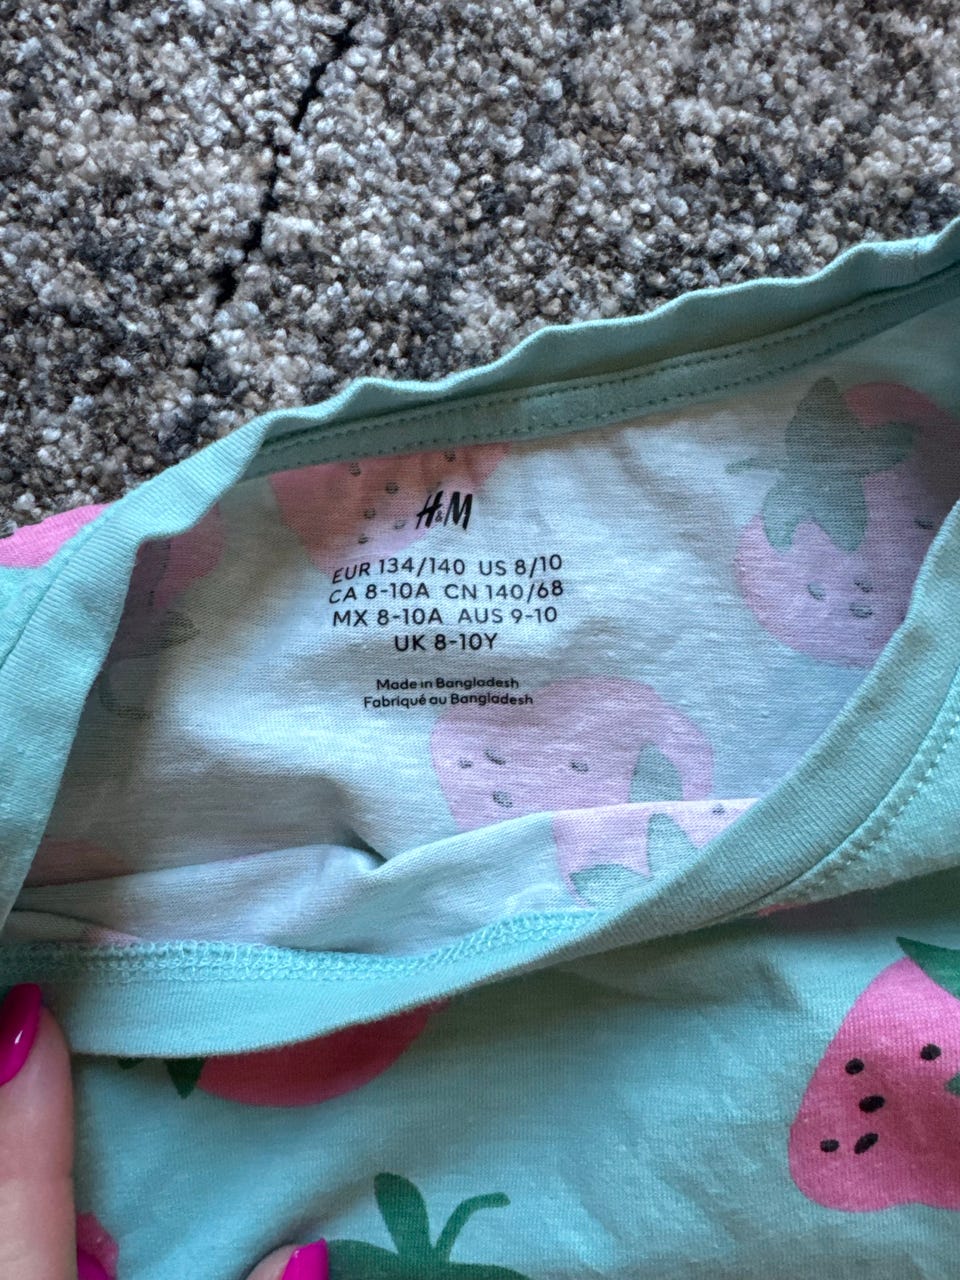 H&M
EUR 134/140 US 8/10
CA 8-10A CN 140/68
MX 8-10A AUS 9-10
UK 8-10Y
Made in Bangladesh
Fabriqué au Bangladesh